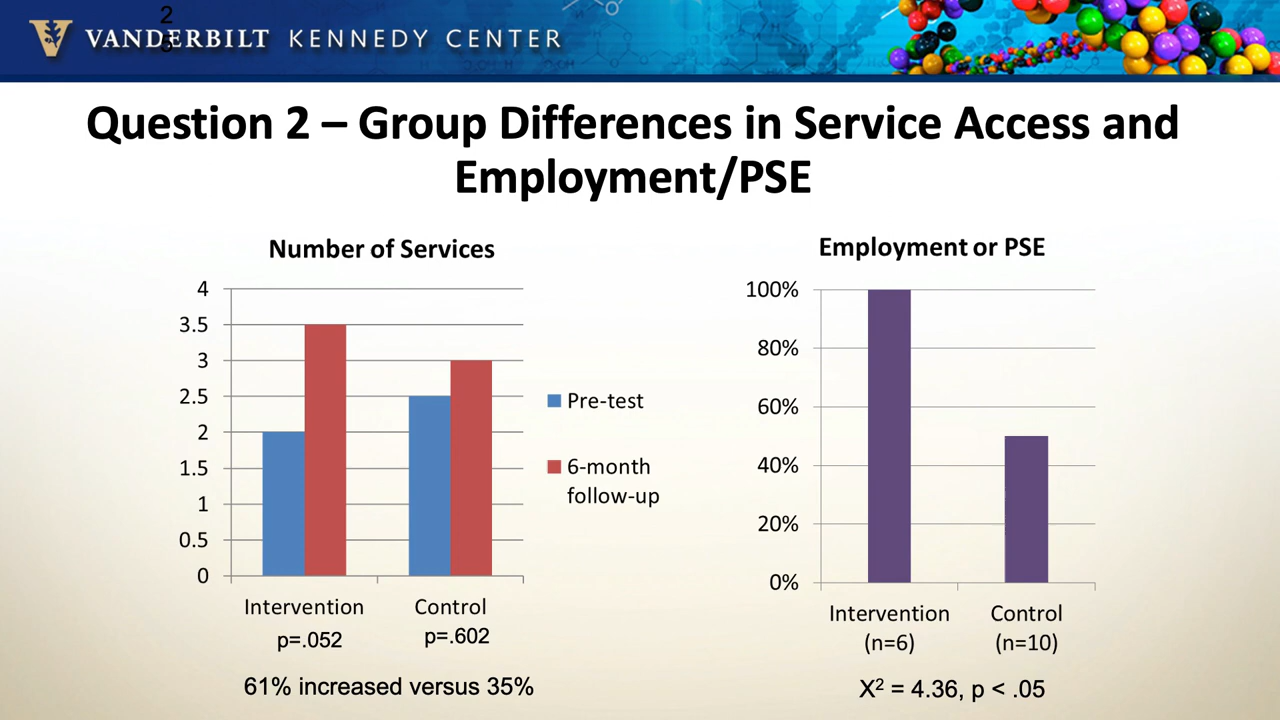 2
VANDERBILT KENNEDY CENTER
Question 2 – Group Differences in Service Access and
Employment/PSE
Number of Services
4
3.5
3
2.5
2
1.5
1
0.5
0
Intervention
Control
p=.052
p=.602
Pre-test
6-month
follow-up
61% increased versus 35%
Employment or PSE
100%
80%
60%
40%
20%
0%
Intervention
(n=6)
Control
(n=10)
X² = 4.36, p < .05